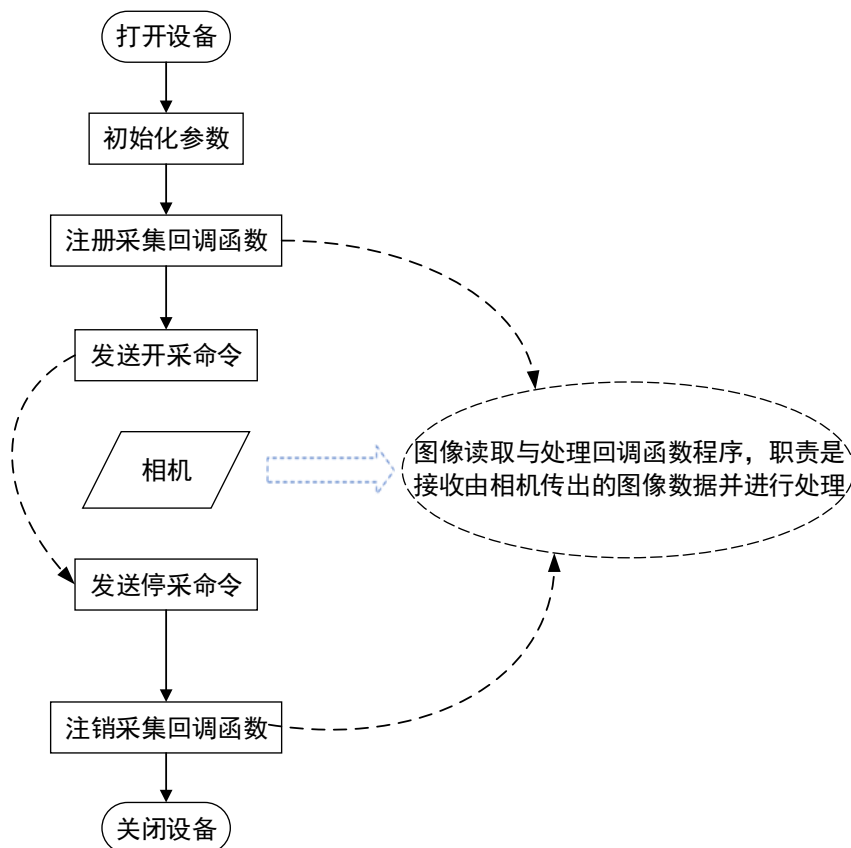 打开设备
初始化参数
注册采集回调函数
发送开采命令
相机
图像读取与处理回调函数程序，职责是
接收由相机传出的图像数据并进行处理
发送停采命令
注销采集回调函数
关闭设备